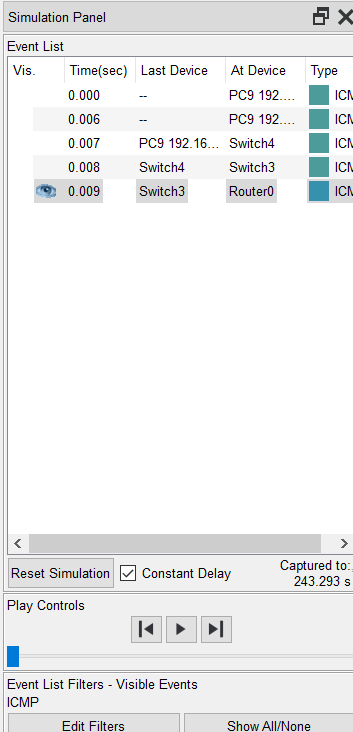 Simulation Panel
Event List
Vis. Time(sec) Last Device At Device Type
0.000 -- PC9 192.... ICM
0.006 -- PC9 192.... ICM
0.007 PC9 192.16... Switch4 ICM
0.008 Switch4 Switch3 ICM
0.009 Switch3 Router0 ICM
Reset Simulation Constant Delay Captured to:
243.293 s
Play Controls
Event List Filters - Visible Events
ICMP
Edit Filters Show All/None